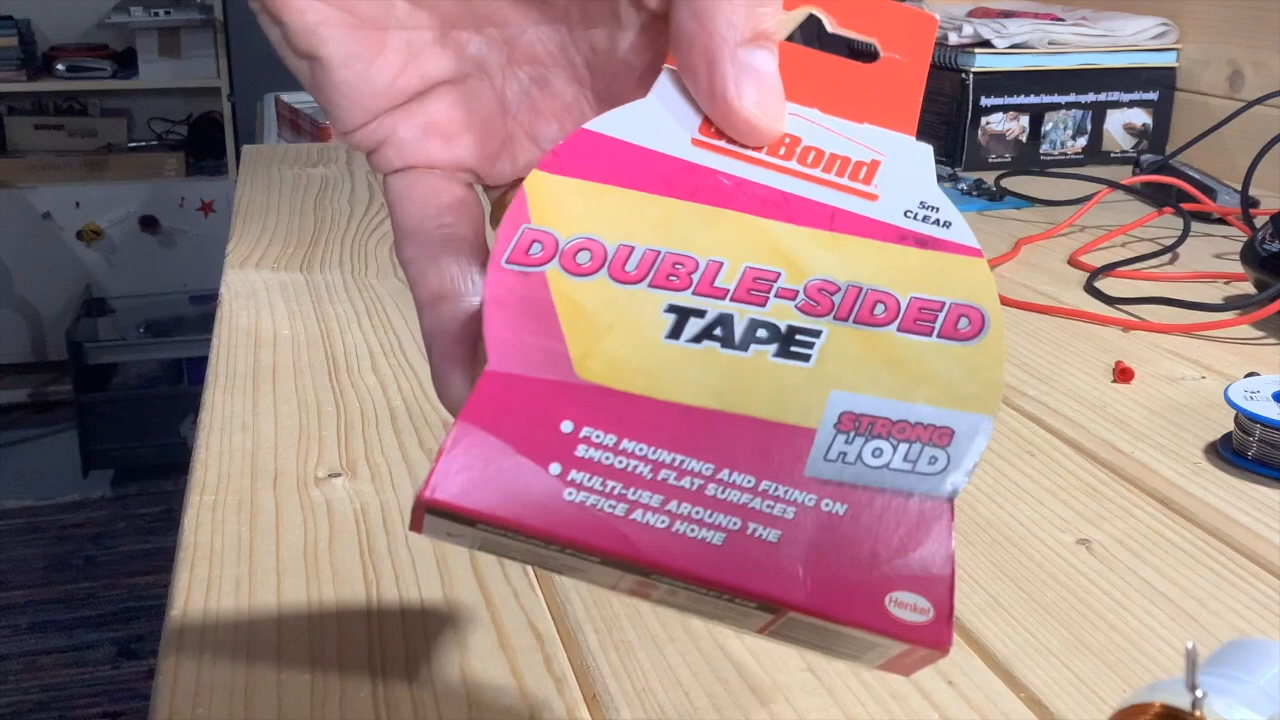 Bond
5m
CLEAR
DOUBLE-SIDED
TAPE
STRONG
HOLD
FOR MOUNTING AND FIXING ON
SMOOTH, FLAT SURFACES
MULTI-USE AROUND THE
OFFICE AND HOME
Henkel